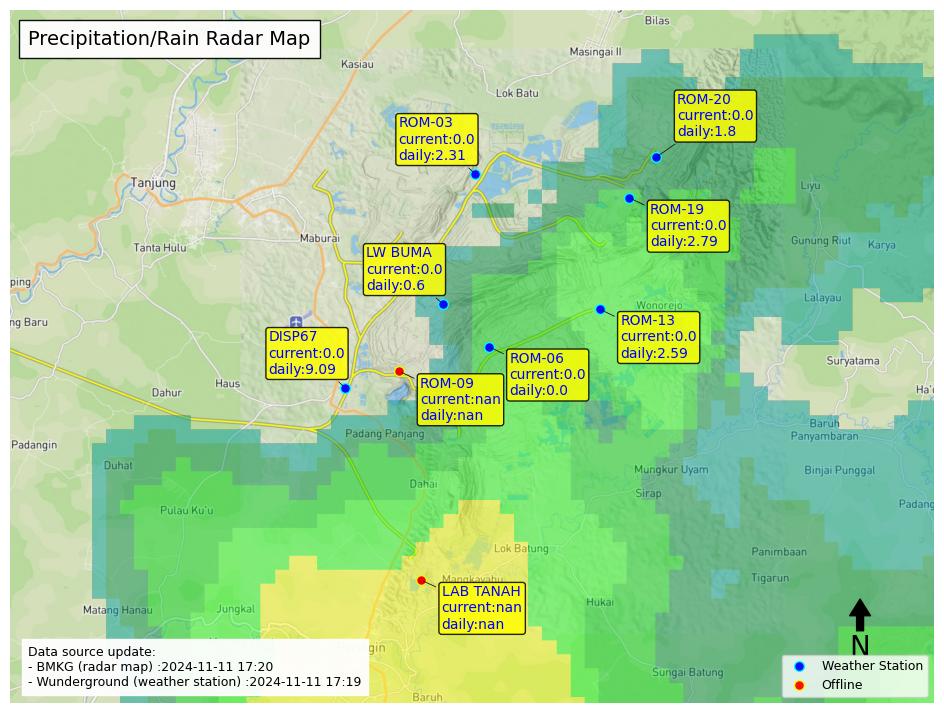 Precipitation/Rain Radar Map
Bilas
Masingai II
Kasiau
Lok Batu
ROM-20
current:0.0
daily:1.8
ROM-03
current:0.0
daily:2.31
Tanjung
Liyu
ROM-19
current:0.0
daily:2.79
Maburai
Tanta Hulu
Gunung Riut
Karya
LW BUMA
current:0.0
daily:0.6
ping
Lalayau
Wonorejo
ng Baru
ROM-13
current:0.0
daily:2.59
DISP67
current:0.0
daily:9.09
ROM-06
current:0.0
daily:0.0
Suryatama
Haus
Dahur
ROM-09
current:nan
daily:nan
Baruh
Panyambaran
Padang Panjang
Padangin
Duhat
Mungkur Uyam
Binjai Punggal
Dahai
Sirap
Padang
Pulau Ku'u
Lok Batung
Panimbaan
Tigarun
Mangkayahu
LAB TANAH
current:nan
daily:nan
Hukai
Matang Hanau
Jungkal
N
Sungai Batung
Baruh
Data source update:
- BMKG (radar map) :2024-11-11 17:20
- Wunderground (weather station) :2024-11-11 17:19
Weather Station
Offline